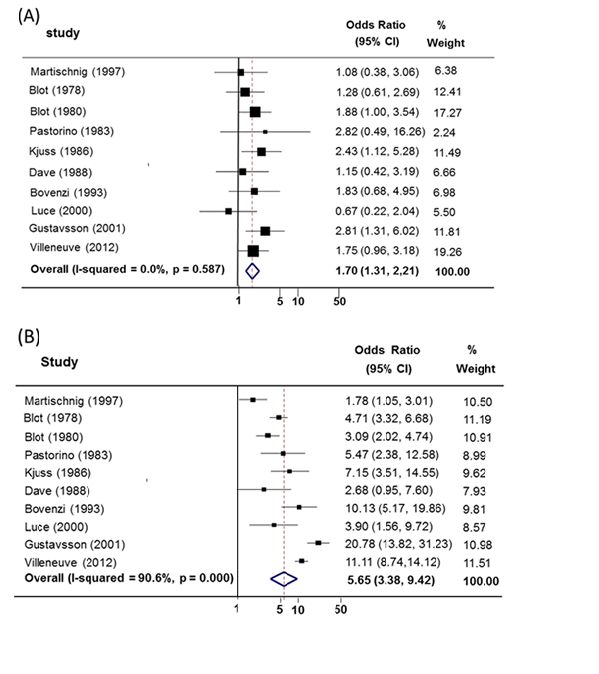 (A)
study Odds Ratio (95% CI) % Weight
Martischnig (1997) 1.08 (0.38, 3.06) 6.38
Blot (1978) 1.28 (0.61, 2.69) 12.41
Blot (1980) 1.88 (1.00, 3.54) 17.27
Pastorino (1983) 2.82 (0.49, 16.26) 2.24
Kjuss (1986) 2.43 (1.12, 5.28) 11.49
Dave (1988) 1.15 (0.42, 3.19) 6.66
Bovenzi (1993) 1.83 (0.68, 4.95) 6.98
Luce (2000) 0.67 (0.22, 2.04) 5.50
Gustavsson (2001) 2.81 (1.31, 6.02) 11.81
Villeneuve (2012) 1.75 (0.96, 3.18) 19.26
Overall (I-squared = 0.0%, p = 0.587) 1.70 (1.31, 2,21) 100.00
1 5 10 50
(B)
Study Odds Ratio (95% CI) % Weight
Martischnig (1997) 1.78 (1.05, 3.01) 10.50
Blot (1978) 4.71 (3.32, 6.68) 11.19
Blot (1980) 3.09 (2.02, 4.74) 10.91
Pastorino (1983) 5.47 (2.38, 12.58) 8.99
Kjuss (1986) 7.15 (3.51, 14.55) 9.62
Dave (1988) 2.68 (0.95, 7.60) 7.93
Bovenzi (1993) 10.13 (5.17, 19.86) 9.81
Luce (2000) 3.90 (1.56, 9.72) 8.57
Gustavsson (2001) 20.78 (13.82, 31.23) 10.98
Villeneuve (2012) 11.11 (8.74,14.12) 11.51
Overall (I-squared = 90.6%, p = 0.000) 5.65 (3.38, 9.42) 100.00
1 5 10 50